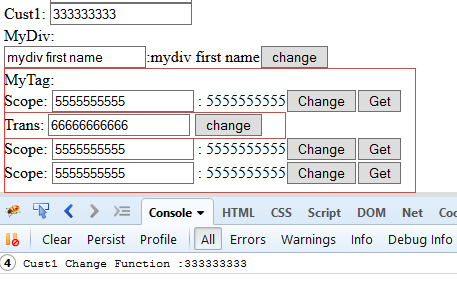 Cust1: 333333333
MyDiv:
mydiv first name :mydiv first name change
MyTag:
Scope: 5555555555 : 5555555555 Change Get
Trans: 66666666666 change
Scope: 5555555555 : 5555555555 Change Get
Scope: 5555555555 : 5555555555 Change Get
Console HTML CSS Script DOM Net Coo
Clear Persist Profile All Errors Warnings Info Debug Info
4 Cust1 Change Function :333333333